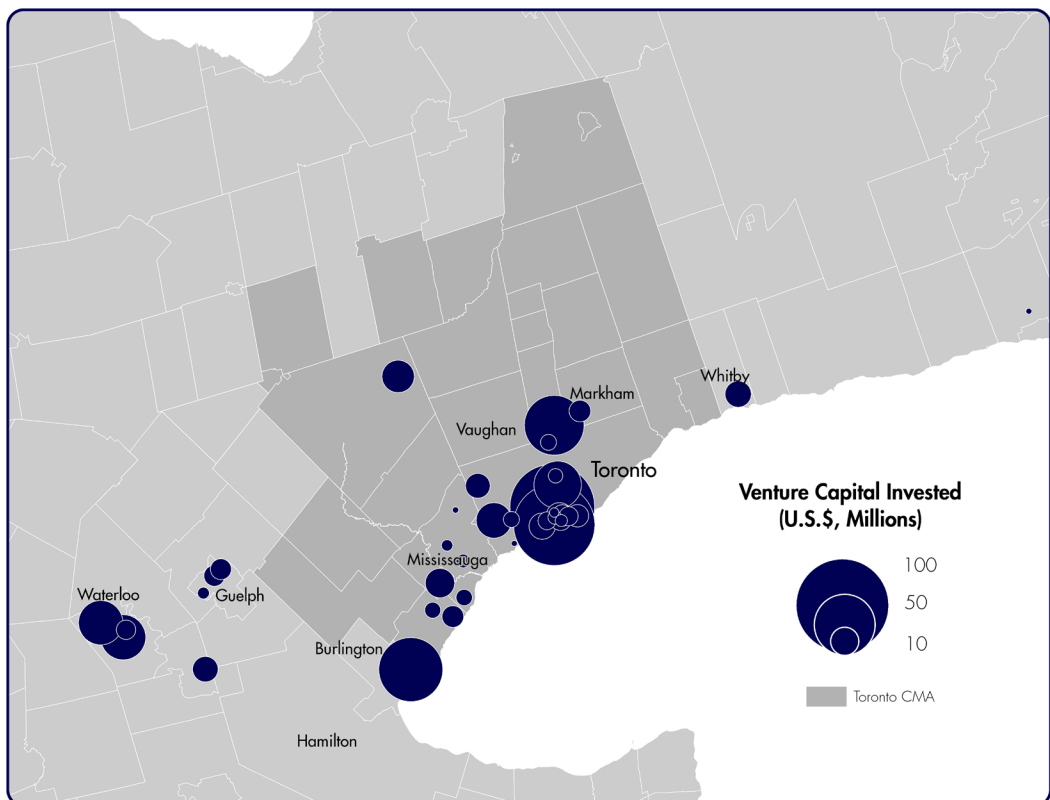 Whitby
Markham
Vaughan
Toronto
Venture Capital Invested
(U.S.$, Millions)
Mississauga
100
50
10
Waterloo
Guelph
Burlington
Toronto CMA
Hamilton